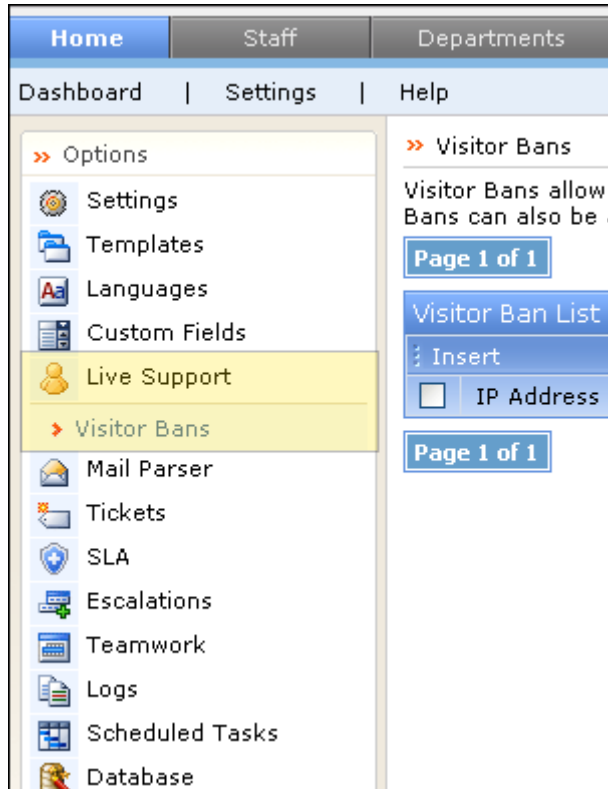 Home Staff Departments
Dashboard | Settings | Help
Options
Settings
Templates
Languages
Custom Fields
Live Support
Visitor Bans
Mail Parser
Tickets
SLA
Escalations
Teamwork
Logs
Scheduled Tasks
Database
Visitor Bans
Visitor Bans allow
Bans can also be
Page 1 of 1
Visitor Ban List
Insert
IP Address
Page 1 of 1